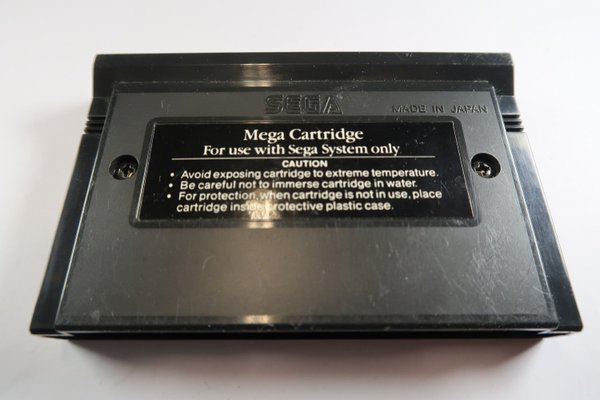 SEGA
MADE IN JAPAN
Mega Cartridge
For use with Sega System only
CAUTION
• Avoid exposing cartridge to extreme temperature.
• Be careful not to immerse cartridge in water.
• For protection, when cartridge is not in use, place
cartridge inside protective plastic case.